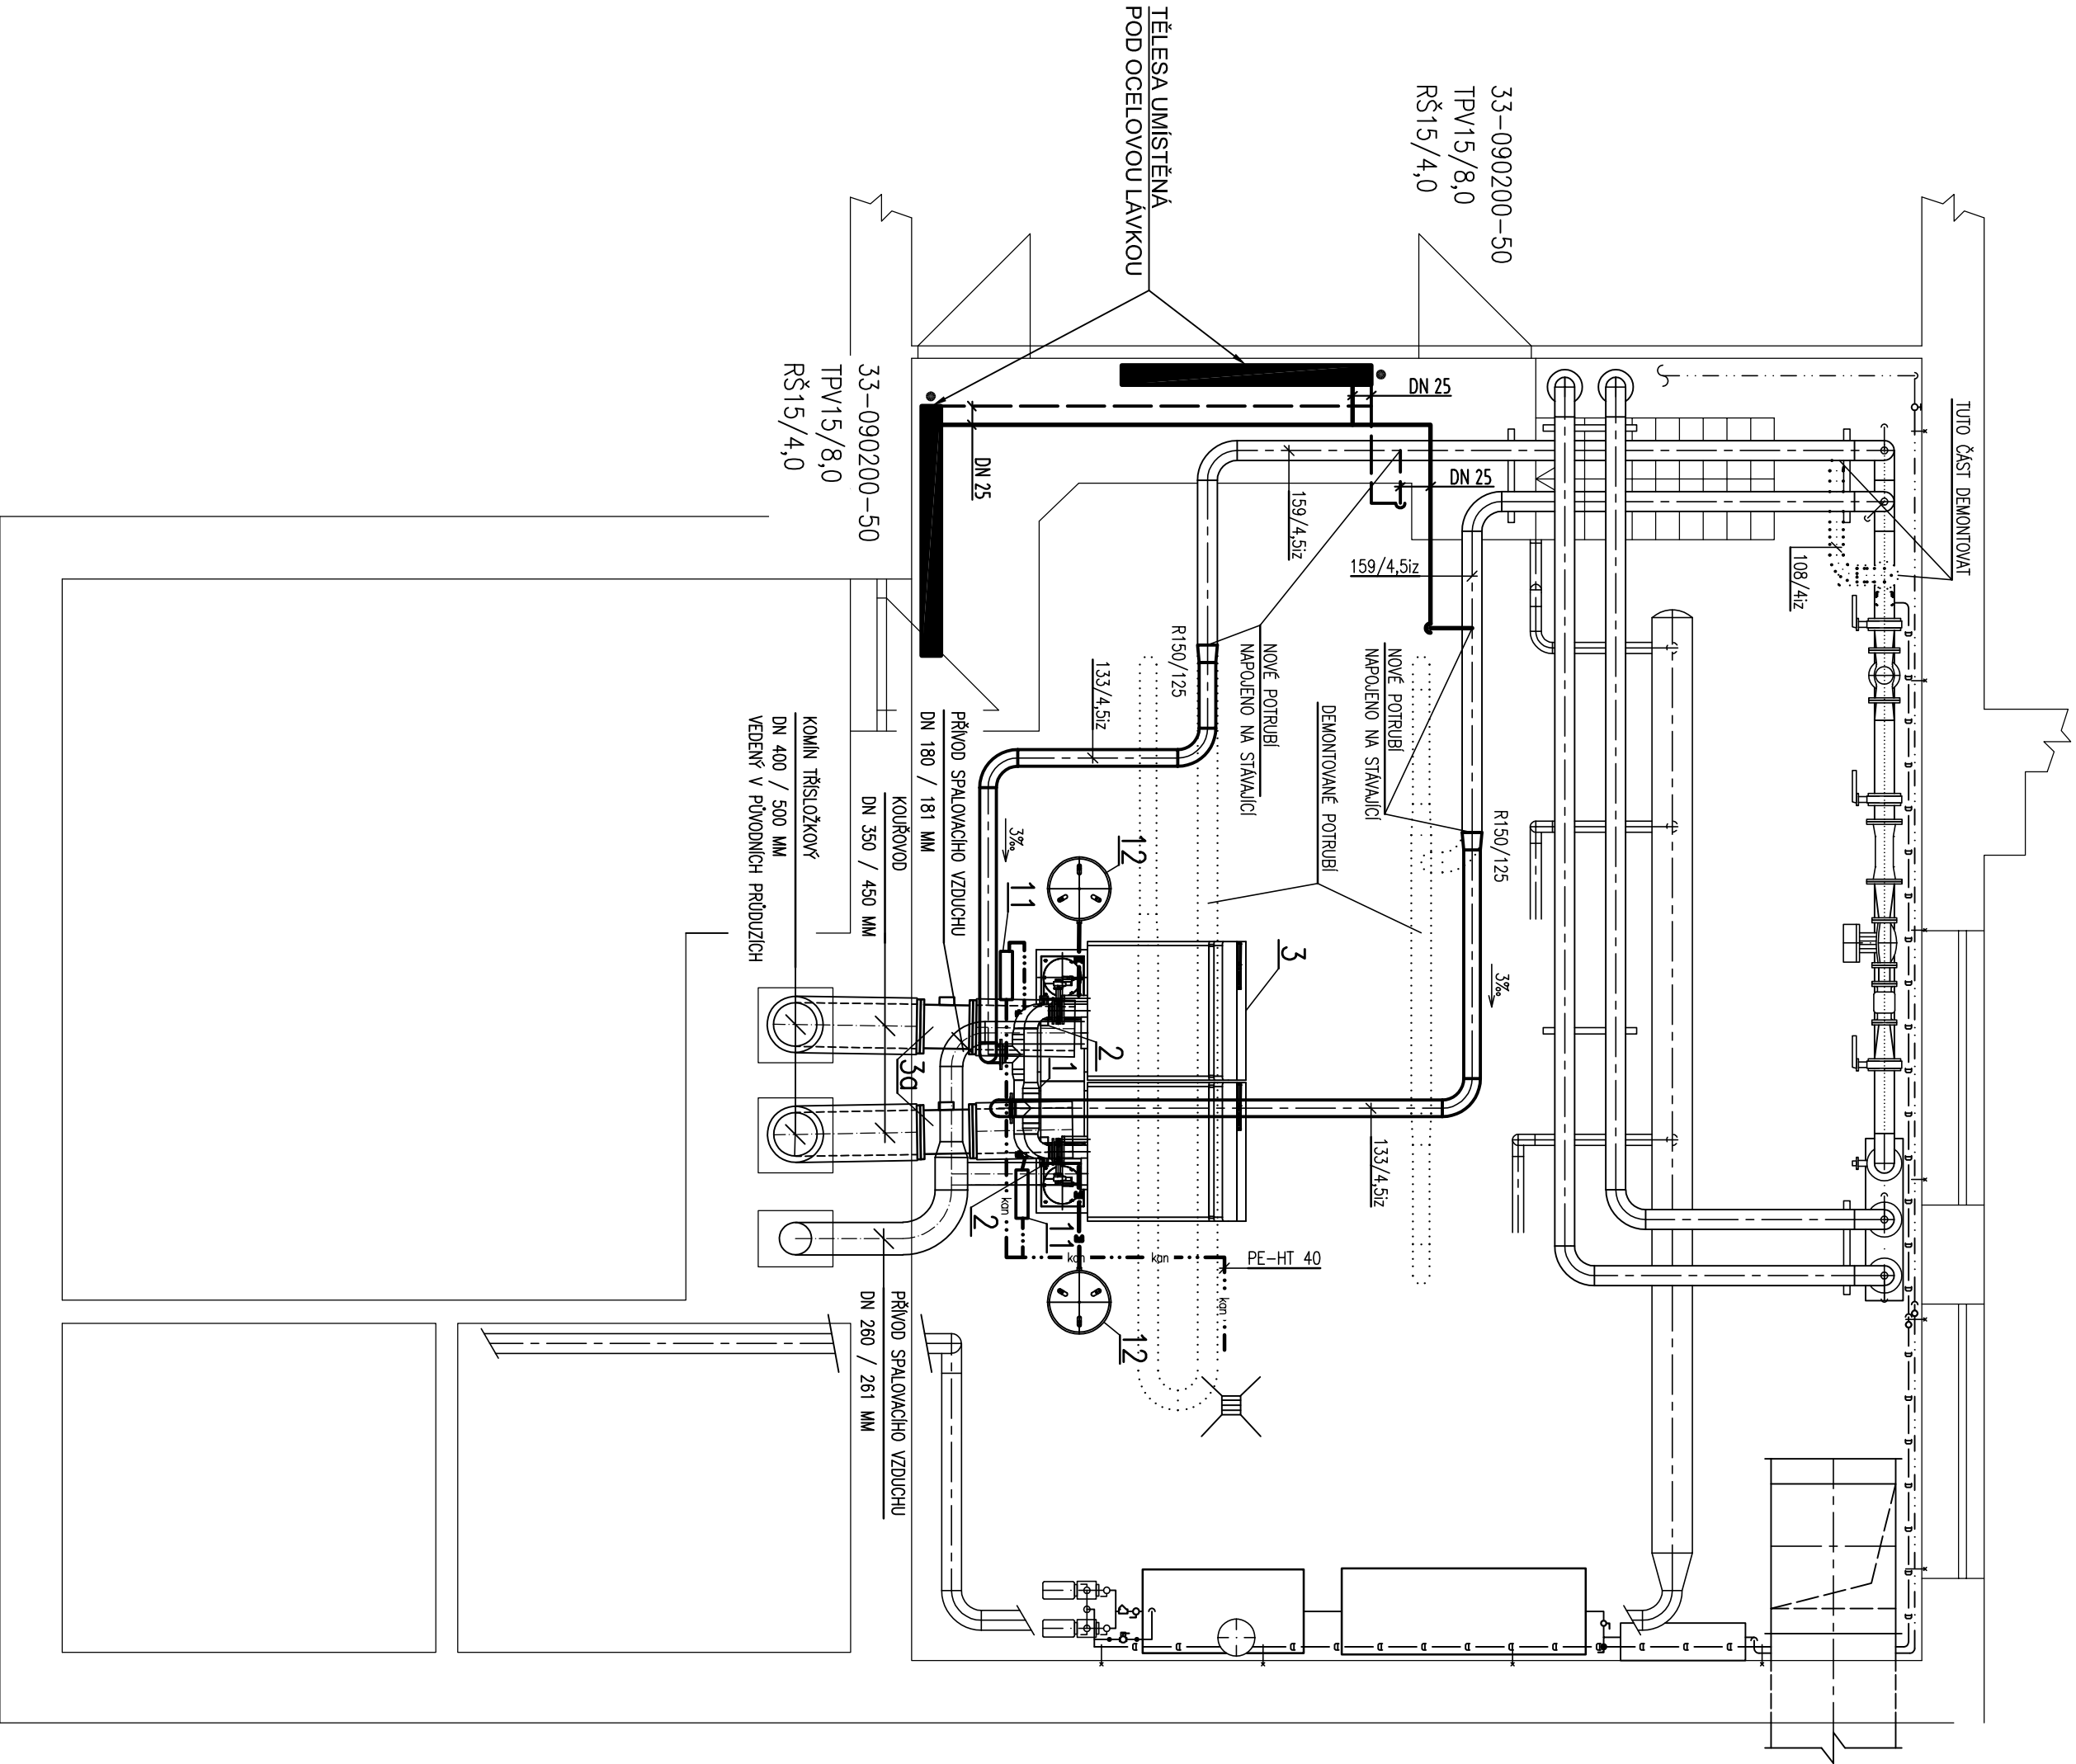 TĚLESA UMÍSTĚNÁ
POD OCELOVOU LÁVKOU
33-090200-50
TPV15/8,0
RŠ15/4,0
33-090200-50
TPV15/8,0
RŠ15/4,0
TUTO ČÁST DEMONTOVAT
108/4iz
DN 25
DN 25
DN 25
159/4,5iz
159/4,5iz
R150/125
133/4,5iz
NOVÉ POTRUBÍ
NAPOJENO NA STÁVAJÍCÍ
NOVÉ POTRUBÍ
NAPOJENO NA STÁVAJÍCÍ
DEMONTOVANÉ POTRUBÍ
R150/125
3‰
3‰
133/4,5iz
PŘÍVOD SPALOVACÍHO VZDUCHU
DN 180 / 181 MM
KOUŘOVOD
DN 350 / 450 MM
KOMÍN TŘÍSLOŽKOVÝ
DN 400 / 500 MM
VEDENÝ V PŮVODNÍCH PRŮDUZÍCH
12
11
3
2
1
3a
2
11
12
kan
kan
kan
kan
PE-HT 40
PŘÍVOD SPALOVACÍHO VZDUCHU
DN 260 / 261 MM